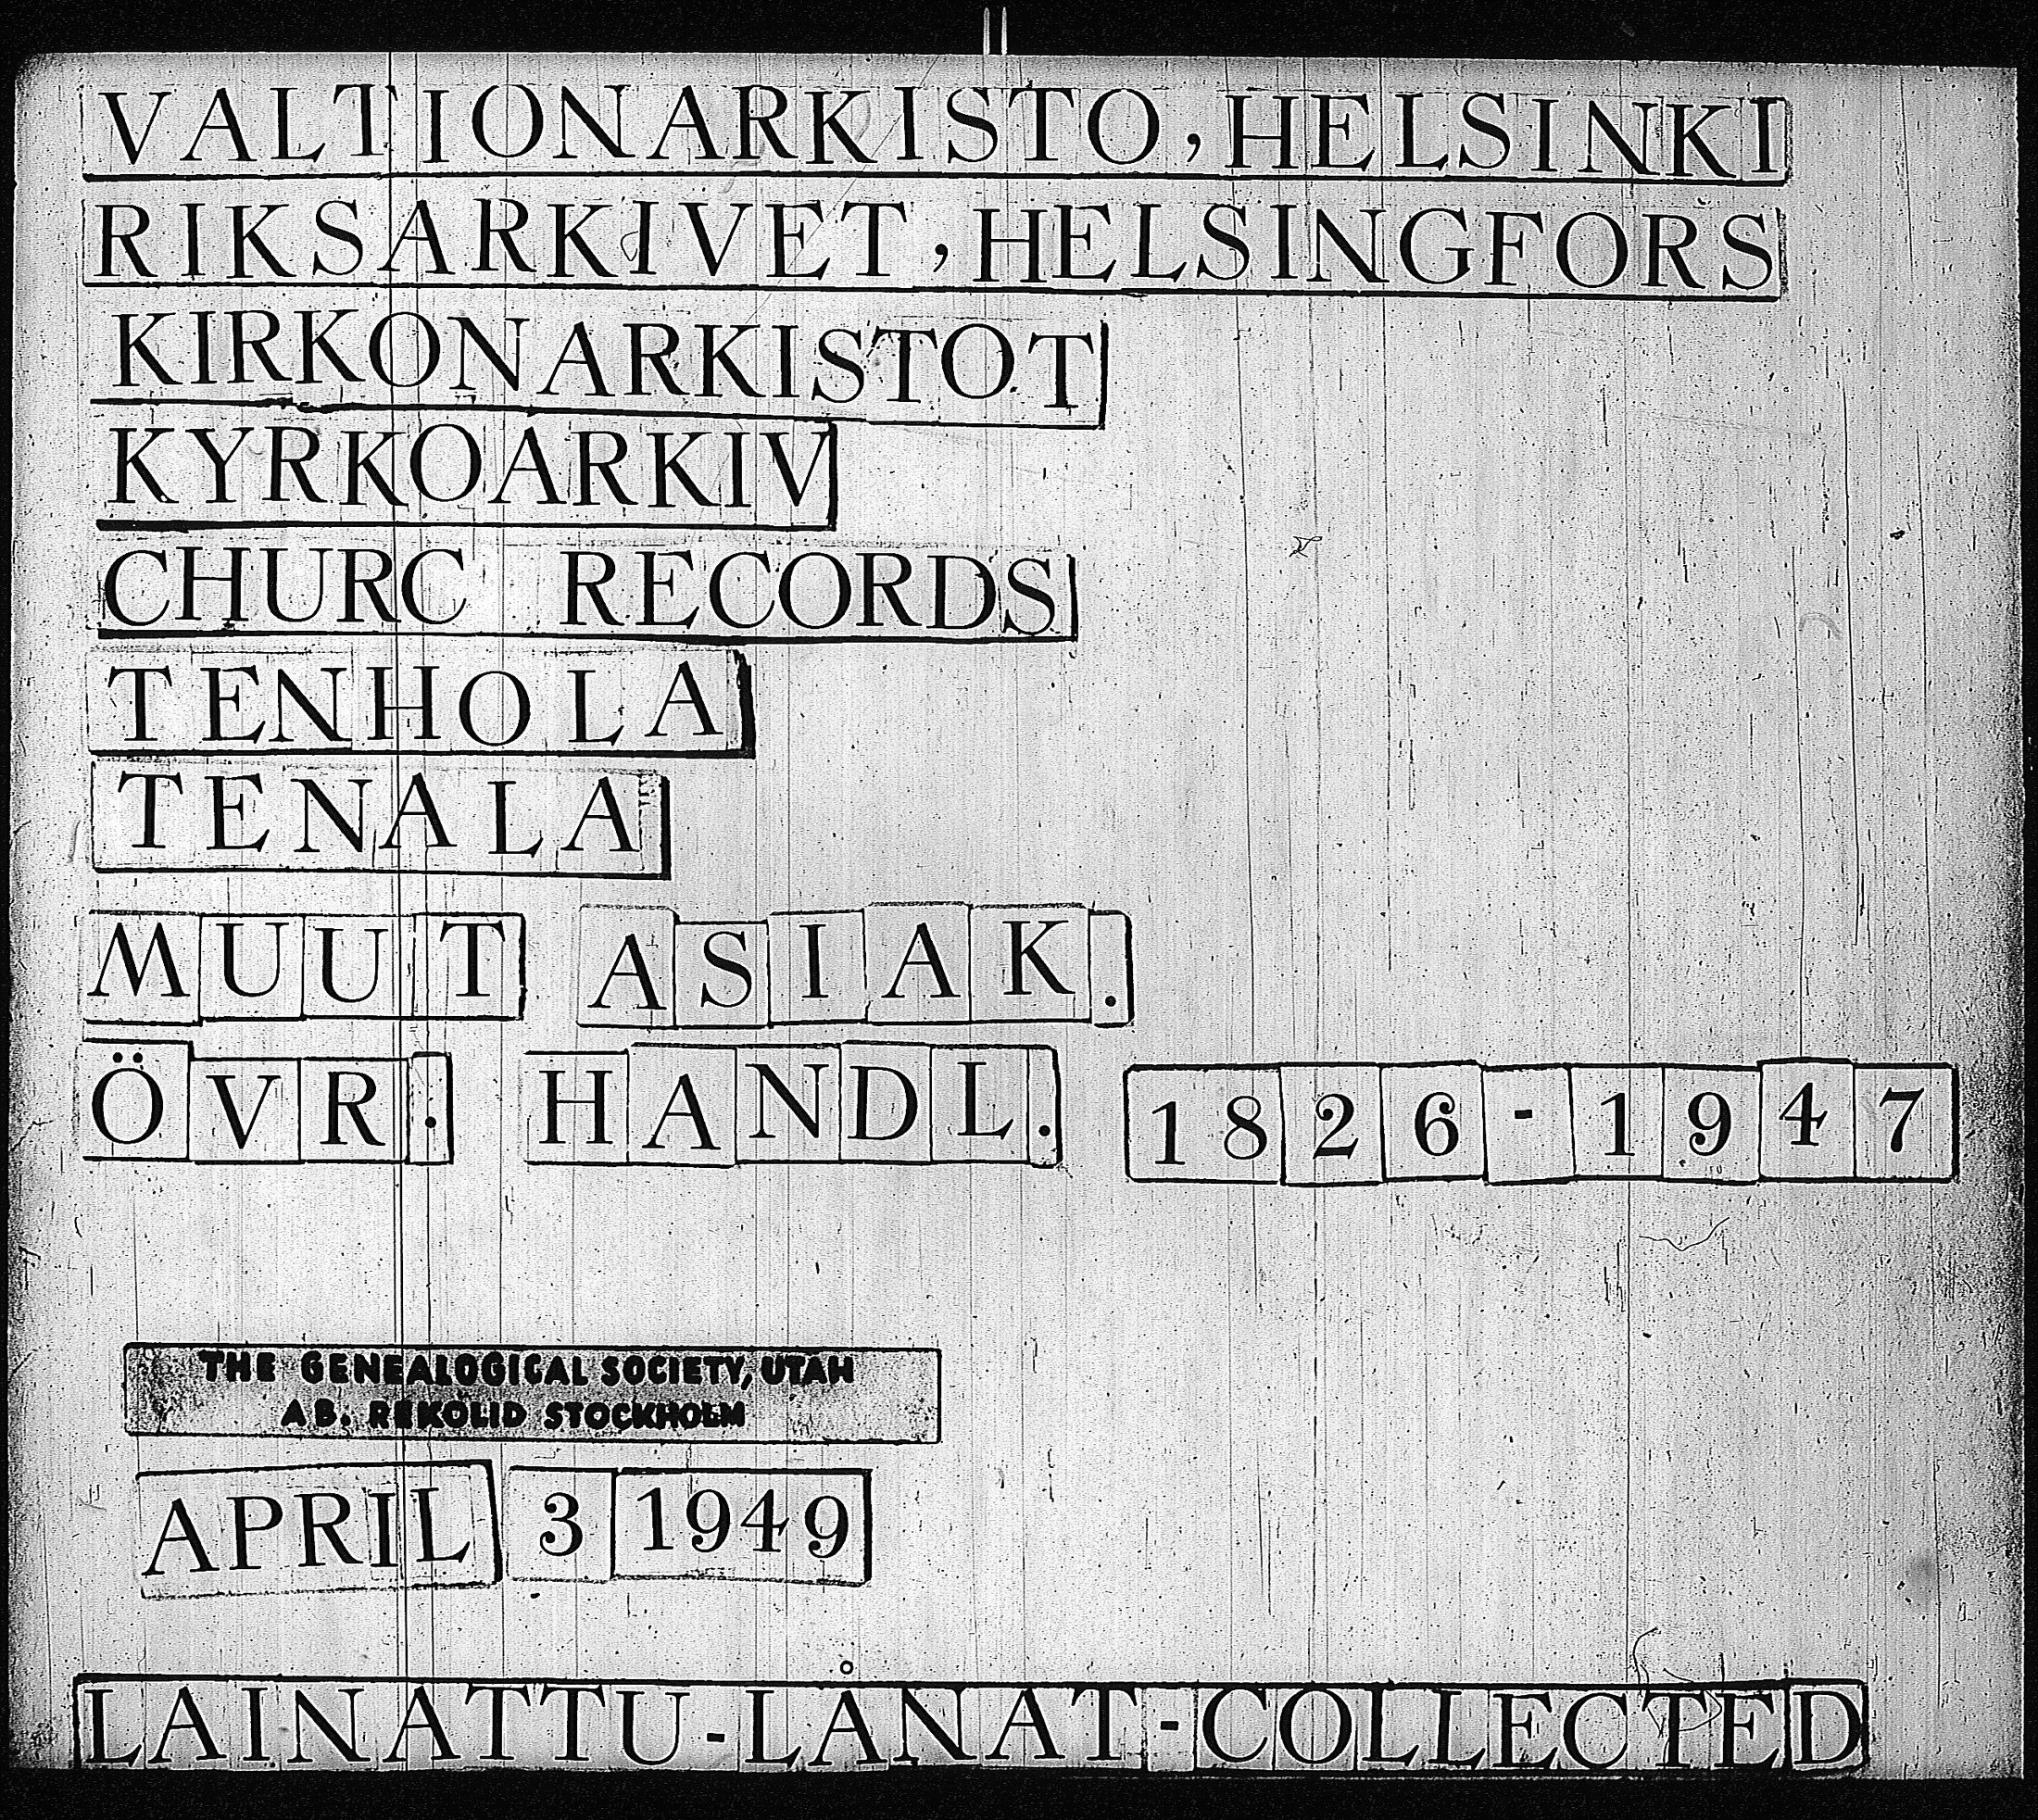 VALTIONARKISTO, HELSINKI
RIKSARKIVET, HELSINGFORS
KIRKONARKISTOT
KYRKOARKIV
CHURC RECORDS
TENHOLA
TENALA
MUUT ASIAK.
ÖVR. HANDL. 1826-1947
THE GENEALOGICAL SOCIETY, UTAH
AB. REKOLID STOCKHOLM
APRIL 3 1949
LAINATTU-LÅNAT-COLLECTED